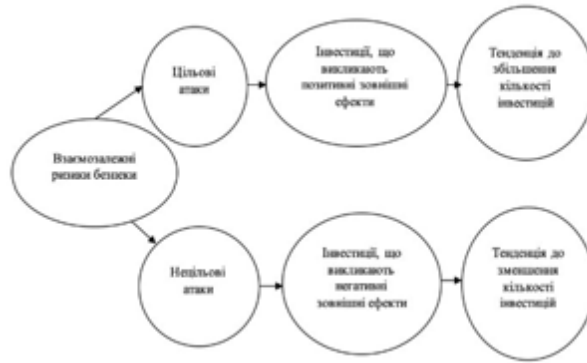 Цільові
атаки
Інвестиції, що
викликають
позитивні зовнішні
ефекти
Тенденція до
збільшення
кількості
інвестицій
Взаємозалежні
ризики безпеки
Нецільові
атаки
Інвестиції, що
викликають
негативні
зовнішні ефекти
Тенденція до
зменшення
кількості
інвестицій